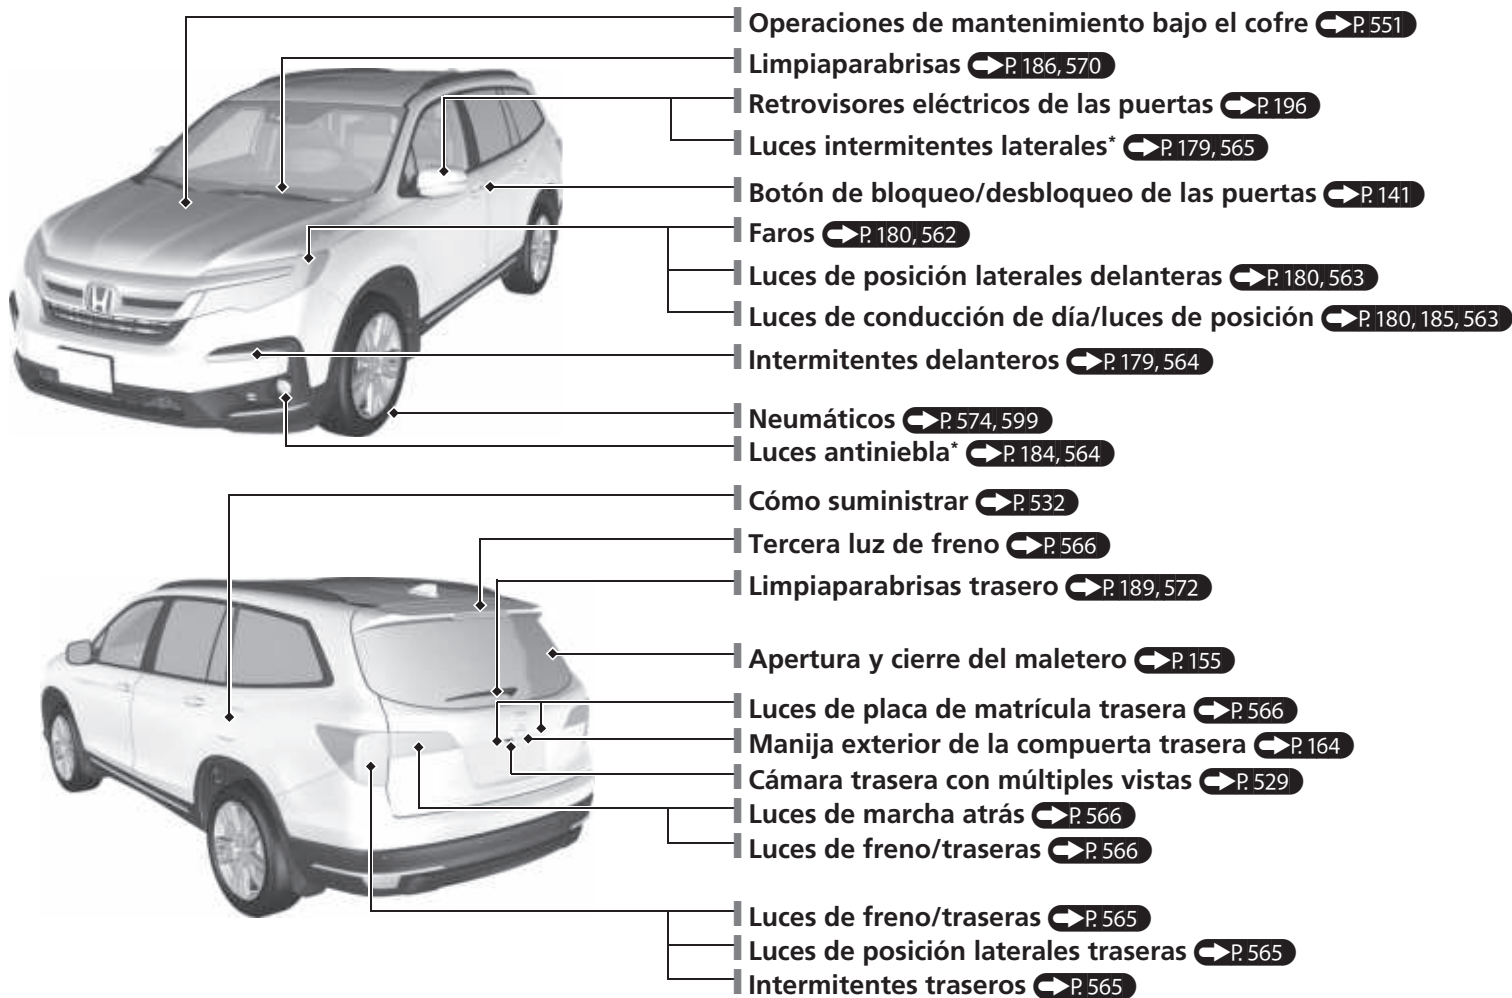 Operaciones de mantenimiento bajo el cofre P. 551
Limpiaparabrisas P. 186, 570
Retrovisores eléctricos de las puertas P. 196
Luces intermitentes laterales* P. 179, 565
Botón de bloqueo/desbloqueo de las puertas P. 141
Faros P. 180, 562
Luces de posición laterales delanteras P. 180, 563
Luces de conducción de día/luces de posición P. 180, 185, 563
Intermitentes delanteros P. 179, 564
Neumáticos P. 574, 599
Luces antiniebla* P. 184, 564
Cómo suministrar P. 532
Tercera luz de freno P. 566
Limpiaparabrisas trasero P. 189, 572
Apertura y cierre del maletero P. 155
Luces de placa de matrícula trasera P. 566
Manija exterior de la compuerta trasera P. 164
Cámara trasera con múltiples vistas P. 529
Luces de marcha atrás P. 566
Luces de freno/traseras P. 566
Luces de freno/traseras P. 565
Luces de posición laterales traseras P. 565
Intermitentes traseros P. 565